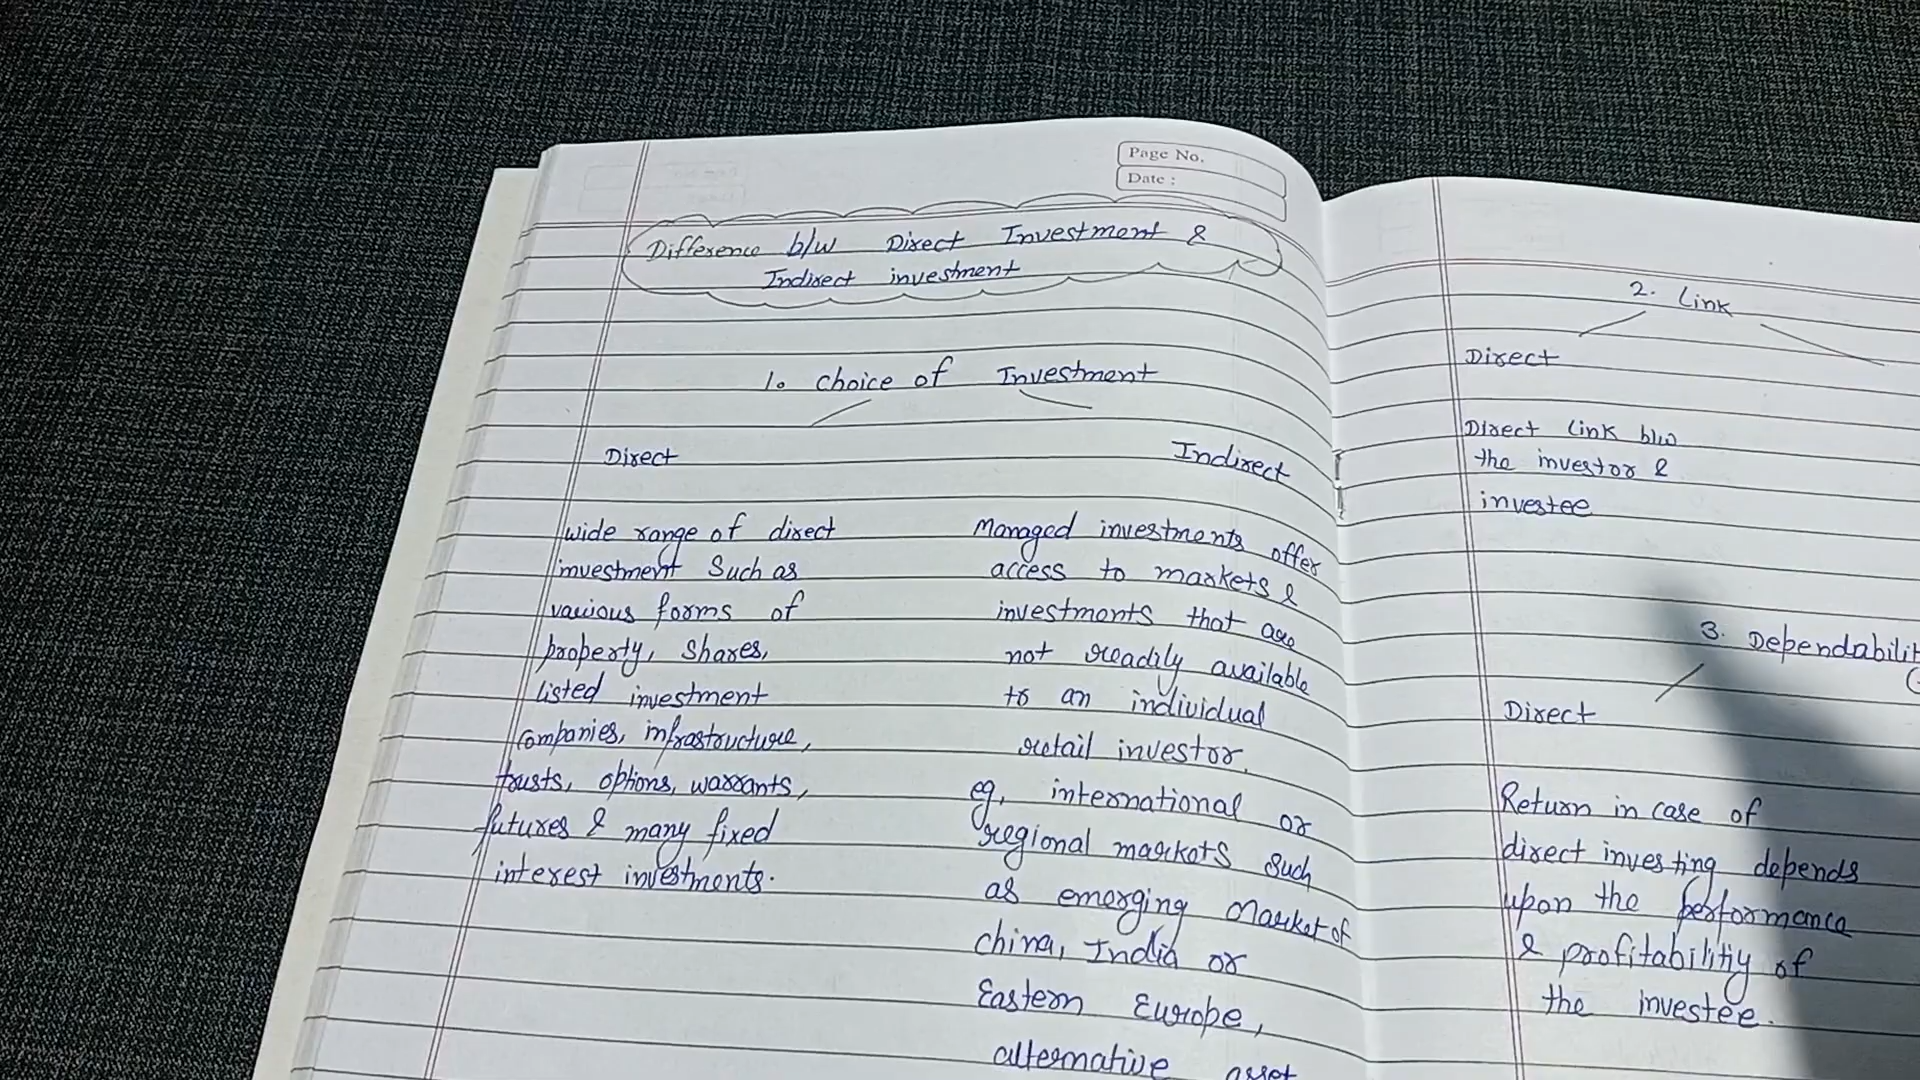 Page No.
Date :
Difference b/w Direct Investment &
Indirect investment
1. choice of Investment
Direct
Indirect
wide range of direct
investment Such as
various forms of
property, Shares,
listed investment
companies, infrastructure,
trusts, options, warrants,
futures & many fixed
interest investments.
Managed investments offer
access to markets &
investments that are
not readily available
to an individual
retail investor.
eg, international or
regional markets such
as emerging market of
china, India or
Eastern Europe,
alternative asset
2. Link
Direct
Direct link b/w
the investor &
investee
3. Dependabilit
Direct
Return in case of
direct investing depends
upon the performance
& profitabilitiy of
the investee.